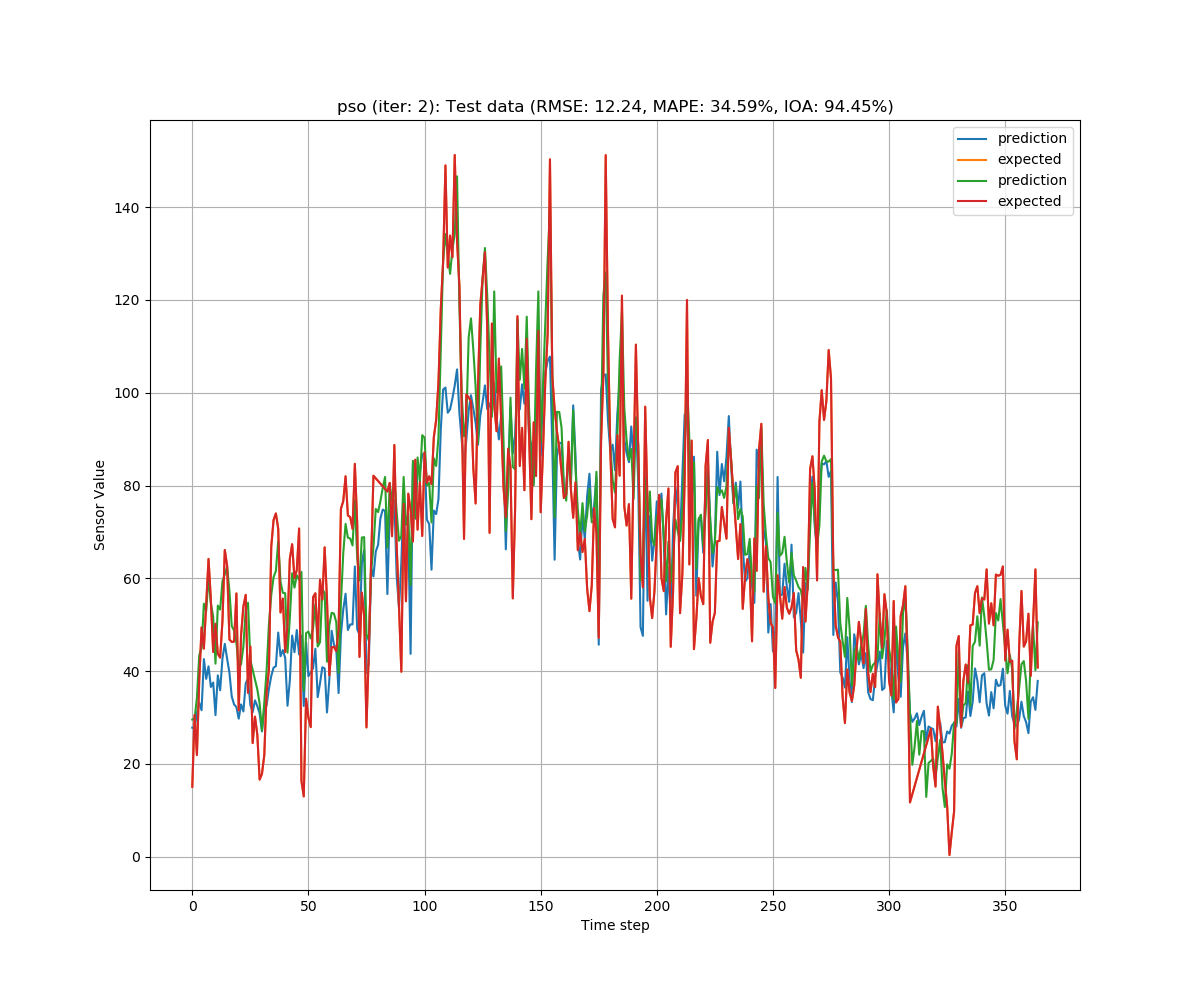 pso (iter: 2): Test data (RMSE: 12.24, MAPE: 34.59%, IOA: 94.45%)
prediction
expected
prediction
expected
140
120
100
80
60
40
20
0
Sensor Value
0 50 100 150 200 250 300 350
Time step